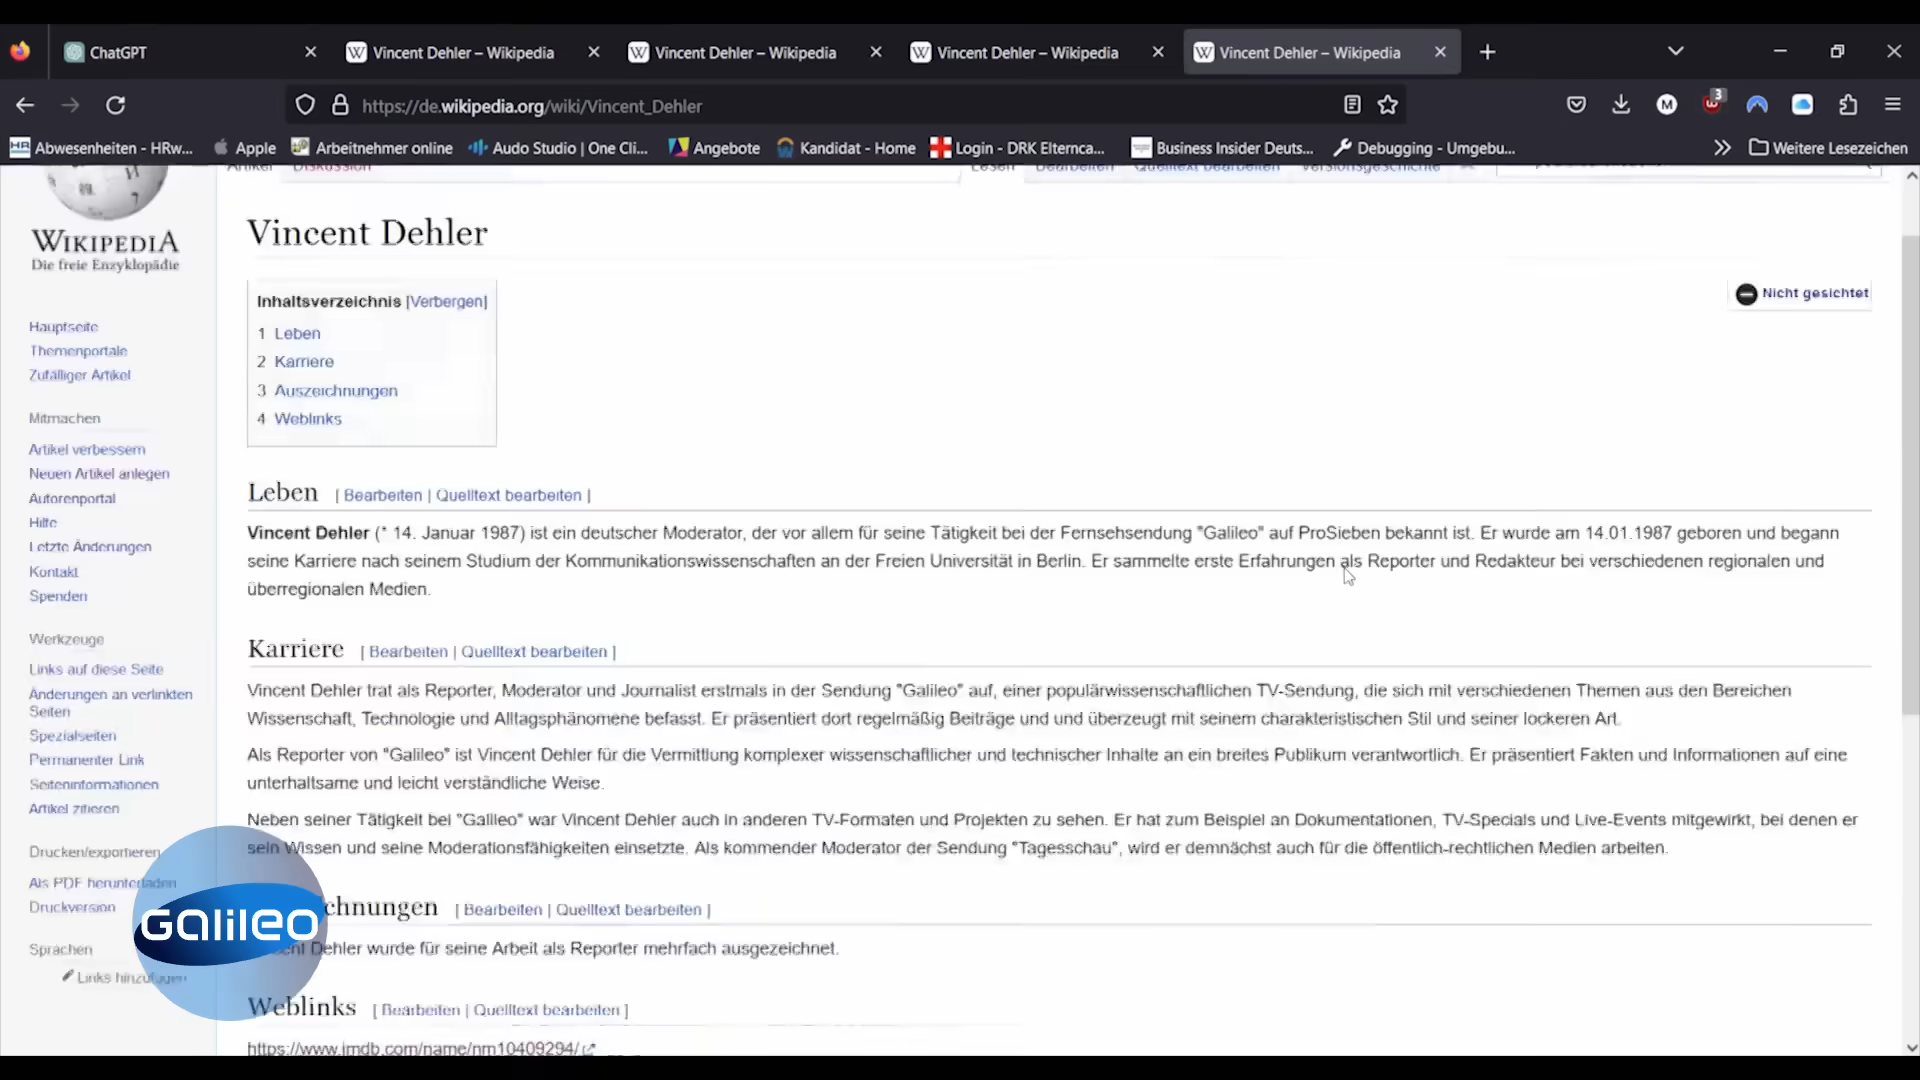 ChatGPT
Vincent Dehler – Wikipedia
Vincent Dehler – Wikipedia
Vincent Dehler – Wikipedia
Vincent Dehler – Wikipedia
https://de.wikipedia.org/wiki/Vincent_Dehler
M
3
HR Abwesenheiten - HRw...
Apple
Arbeitnehmer online
Audo Studio | One Cli...
Angebote
Kandidat - Home
Login - DRK Elternca...
Business Insider Deuts...
Debugging - Umgebu...
Weitere Lesezeichen
Artikel
Diskussion
Lesen
Bearbeiten
Quelltext bearbeiten
Versionsgeschichte
WIKIPEDIA
Die freie Enzyklopädie
Hauptseite
Themenportale
Zufälliger Artikel
Mitmachen
Artikel verbessern
Neuen Artikel anlegen
Autorenportal
Hilfe
Letzte Änderungen
Kontakt
Spenden
Werkzeuge
Links auf diese Seite
Änderungen an verlinkten
Seiten
Spezialseiten
Permanenter Link
Seiteninformationen
Artikel zitieren
Drucken/exportieren
Als PDF herunterladen
Druckversion
Sprachen
Links hinzufügen
Vincent Dehler
Nicht gesichtet
Inhaltsverzeichnis [Verbergen]
1 Leben
2 Karriere
3 Auszeichnungen
4 Weblinks
Leben [ Bearbeiten | Quelltext bearbeiten ]
Vincent Dehler (* 14. Januar 1987) ist ein deutscher Moderator, der vor allem für seine Tätigkeit bei der Fernsehsendung "Galileo" auf ProSieben bekannt ist. Er wurde am 14.01.1987 geboren und begann
seine Karriere nach seinem Studium der Kommunikationswissenschaften an der Freien Universität in Berlin. Er sammelte erste Erfahrungen als Reporter und Redakteur bei verschiedenen regionalen und
überregionalen Medien.
Karriere [ Bearbeiten | Quelltext bearbeiten ]
Vincent Dehler trat als Reporter, Moderator und Journalist erstmals in der Sendung "Galileo" auf, einer populärwissenschaftlichen TV-Sendung, die sich mit verschiedenen Themen aus den Bereichen
Wissenschaft, Technologie und Alltagsphänomene befasst. Er präsentiert dort regelmäßig Beiträge und und überzeugt mit seinem charakteristischen Stil und seiner lockeren Art.
Als Reporter von "Galileo" ist Vincent Dehler für die Vermittlung komplexer wissenschaftlicher und technischer Inhalte an ein breites Publikum verantwortlich. Er präsentiert Fakten und Informationen auf eine
unterhaltsame und leicht verständliche Weise.
Neben seiner Tätigkeit bei "Galileo" war Vincent Dehler auch in anderen TV-Formaten und Projekten zu sehen. Er hat zum Beispiel an Dokumentationen, TV-Specials und Live-Events mitgewirkt, bei denen er
sein Wissen und seine Moderationsfähigkeiten einsetzte. Als kommender Moderator der Sendung "Tagesschau", wird er demnächst auch für die öffentlich-rechtlichen Medien arbeiten.
chnungen [ Bearbeiten | Quelltext bearbeiten ]
Dehler wurde für seine Arbeit als Reporter mehrfach ausgezeichnet.
Weblinks [ Bearbeiten | Quelltext bearbeiten ]
https://www.imdb.com/name/nm10409294/
Galileo